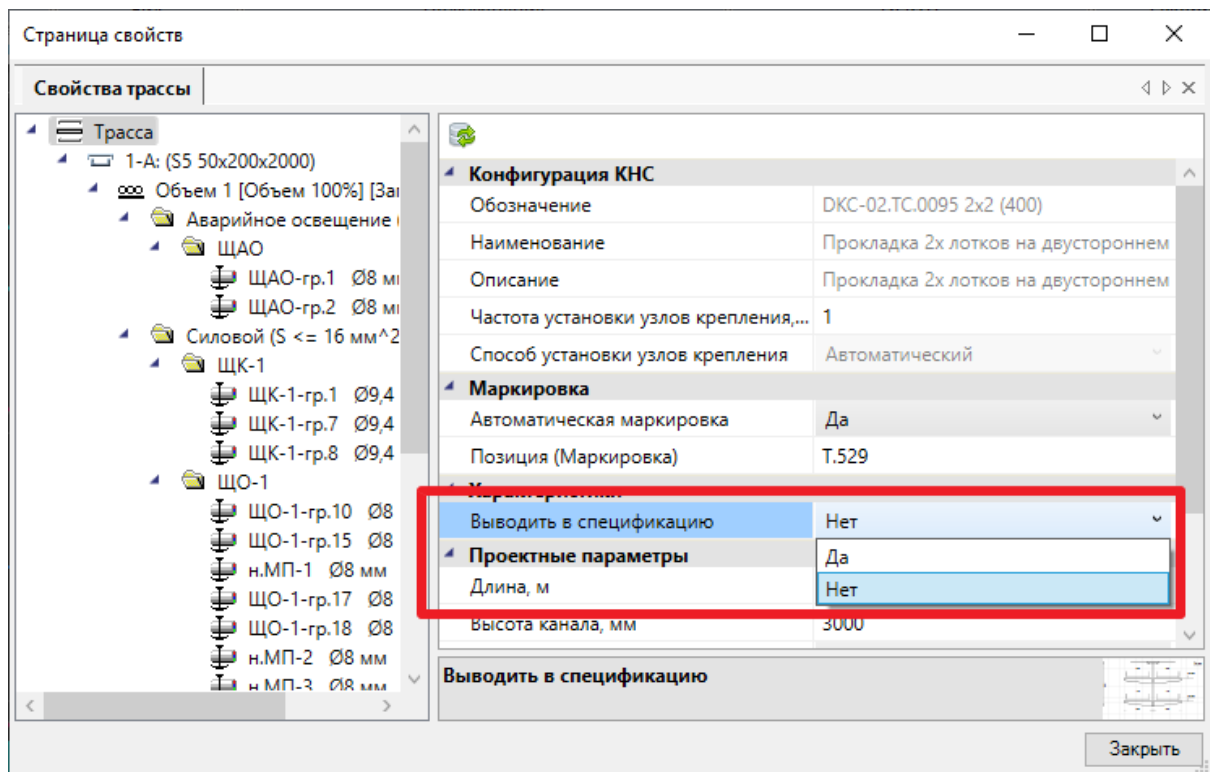 Страница свойств
Свойства трассы
Трасса
1-А: (S5 50x200x2000)
Объем 1 [Объем 100%]
Аварийное освещение
ЩАО
ЩАО-гр.1 Ø8
ЩАО-гр.2 Ø8
Силовой (S <= 16 мм^2
ЩК-1
ЩК-1-гр.1 Ø9,4
ЩК-1-гр.7 Ø9,4
ЩК-1-гр.8 Ø9,4
ЩО-1
ЩО-1-гр.10 Ø8
ЩО-1-гр.15 Ø8
н.МП-1 Ø8 мм
ЩО-1-гр.17 Ø8
ЩО-1-гр.18 Ø8
н.МП-2 Ø8 мм
н.МП-3 Ø8 мм
Конфигурация КНС
Обозначение DKC-02.TC.0095 2x2 (400)
Наименование Прокладка 2х лотков на двустороннем
Описание Прокладка 2х лотков на двустороннем
Частота установки узлов крепления,... 1
Способ установки узлов крепления Автоматический
Маркировка
Автоматическая маркировка Да
Позиция (Маркировка) Т.529
Характеристики
Выводить в спецификацию Нет
Да
Проектные параметры
Нет
Длина, м
Высота канала, мм 3000
Выводить в спецификацию
Закрыть